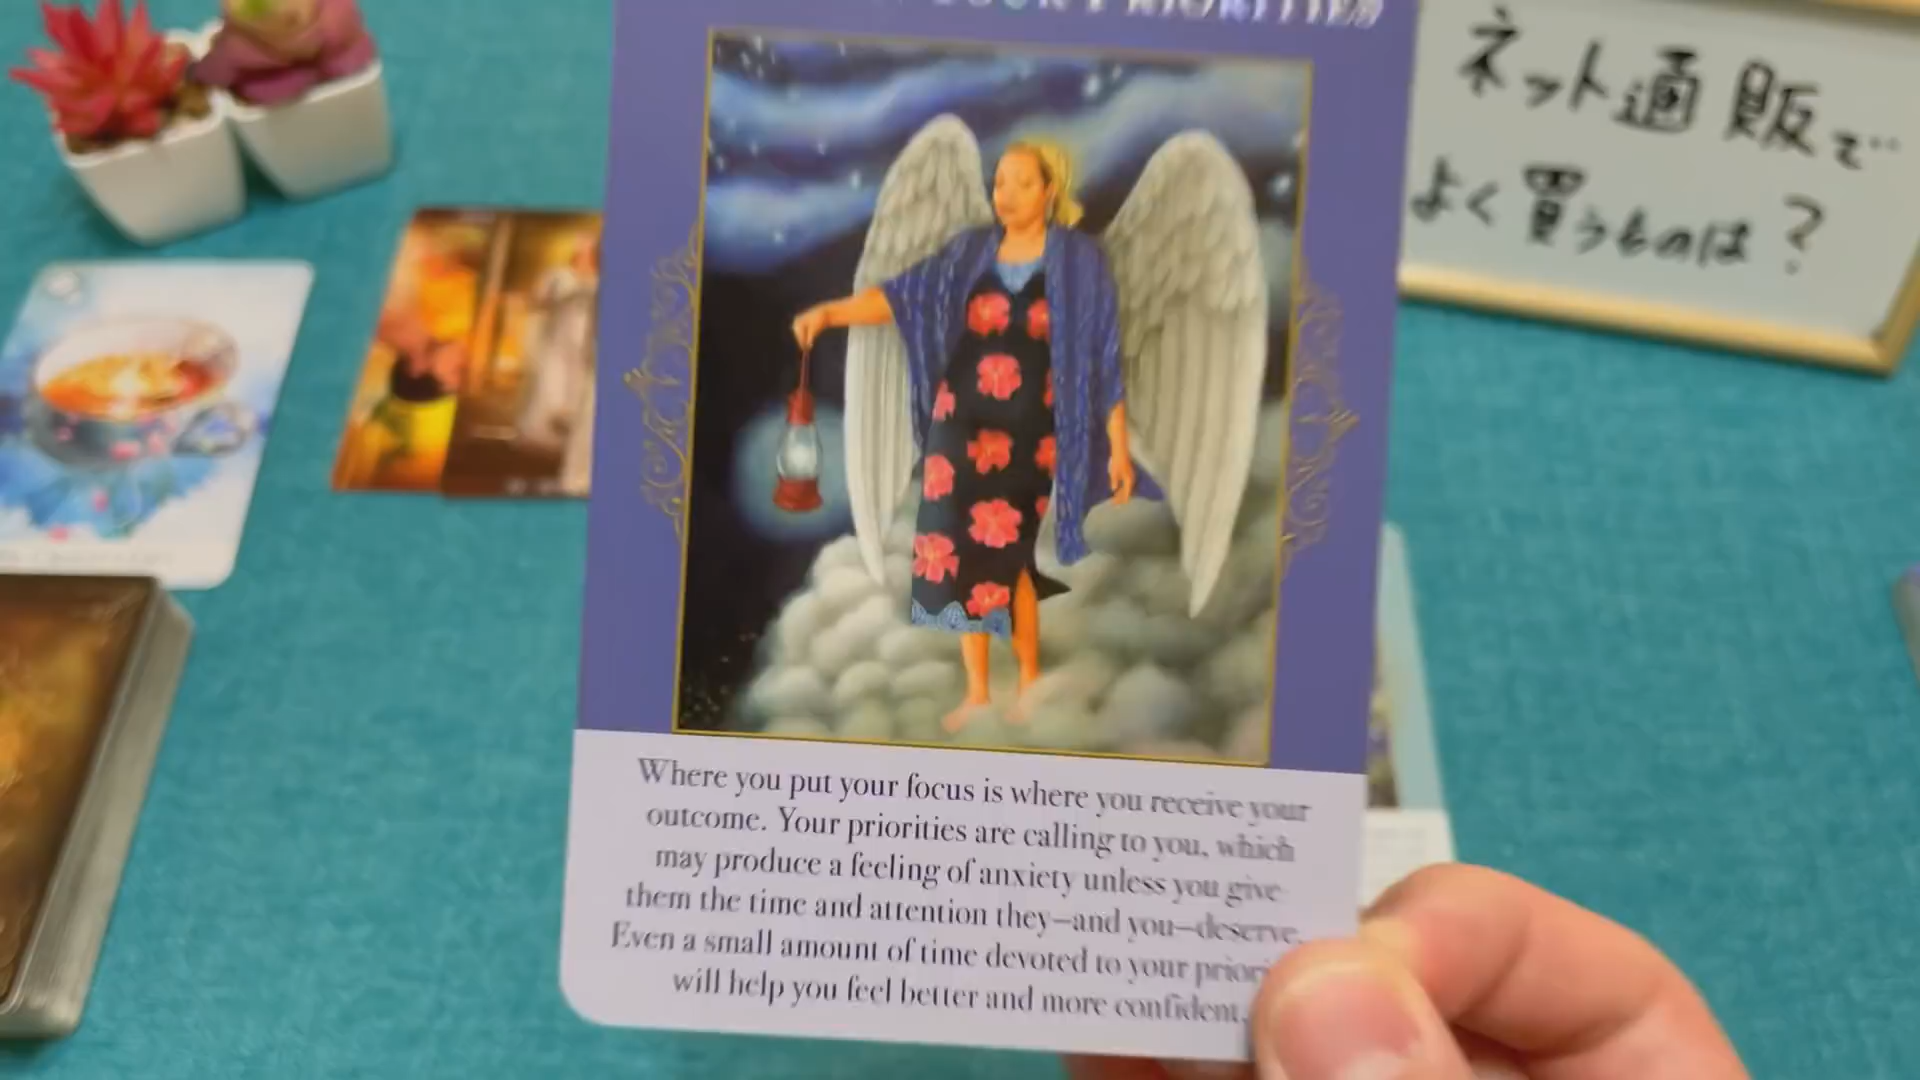 YOUR PRIORITIES
ネット通販で
よく買うものは?
Where you put your focus is where you receive your
outcome. Your priorities are calling to you, which
may produce a feeling of anxiety unless you give
them the time and attention they—and you—deserve.
Even a small amount of time devoted to your
will help you feel better and more confident.